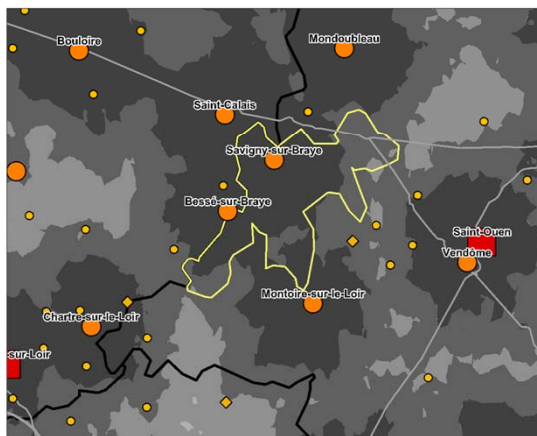 Mondoubleau
Bouloire
Saint-Calais
Savigny-sur-Braye
Bessé-sur-Braye
Saint-Ouen
Vendôme
Montoire-sur-le-Loir
Chartre-sur-le-Loir
-sur-Loir